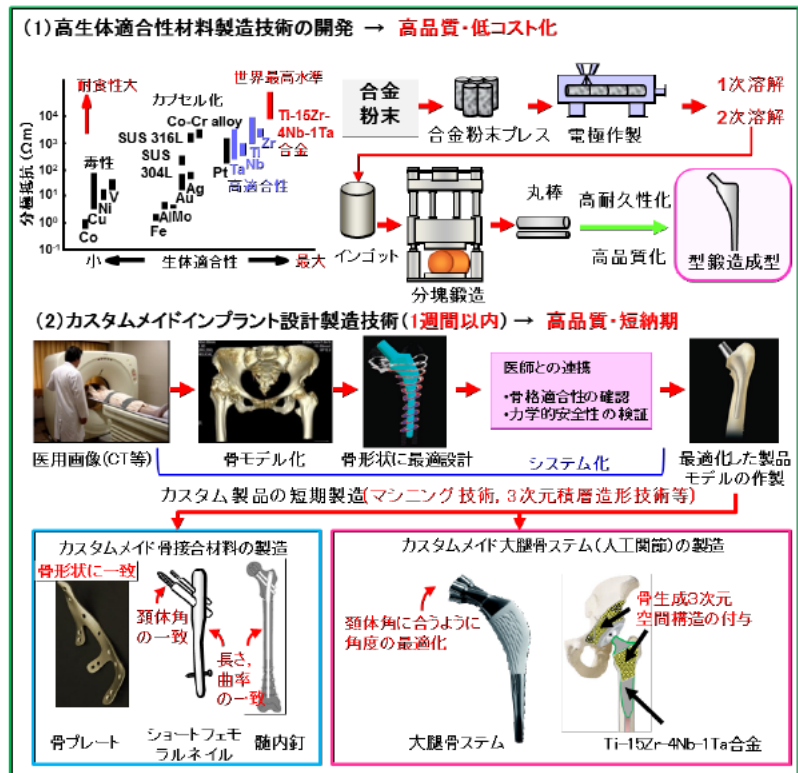 (1)高生体適合性材料製造技術の開発 → 高品質・低コスト化
耐食性大
カプセル化
世界最高水準
Co-Cr alloy
Ti-15Zr-
4Nb-1Ta
合金
SUS 316L
SUS
304L
毒性
Zr
Ti
Nb
Ta
Pt
高適合性
Ag
Au
V
Ni
Cu
Co
Al
Mo
Fe
分極抵抗 (Ωm)
10⁴
10³
10²
10¹
10⁰
10⁻¹
小
生体適合性
最大
合金
粉末
合金粉末プレス
電極作製
1次溶解
2次溶解
インゴット
分塊鍛造
丸棒
高耐久性化
高品質化
型鍛造成型
(2)カスタムメイドインプラント設計製造技術(1週間以内) → 高品質・短納期
医師との連携
・骨格適合性の確認
・力学的安全性の検証
医用画像(CT等)
骨モデル化
骨形状に最適設計
システム化
最適化した製品
モデルの作製
カスタム製品の短期製造(マシニング技術,3次元積層造形技術等)
カスタムメイド骨接合材料の製造
骨形状に一致
頚体角
の一致
長さ,
曲率
の一致
骨プレート
ショートフェモ
ラルネイル
髄内釘
カスタムメイド大腿骨ステム(人工関節)の製造
頚体角に合うように
角度の最適化
骨生成3次元
空間構造の付与
大腿骨ステム
Ti-15Zr-4Nb-1Ta合金